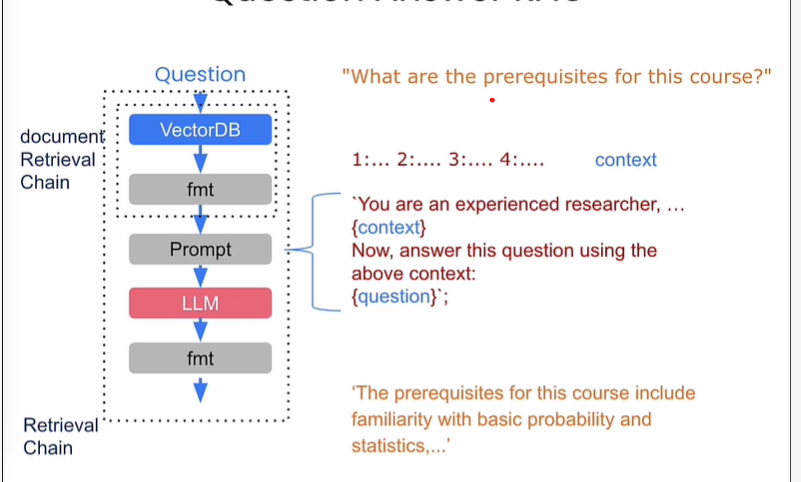 Question
"What are the prerequisites for this course?"
document
Retrieval
Chain
VectorDB
1:... 2:.... 3:.... 4:....
context
fmt
`You are an experienced researcher, ...
{context}
Now, answer this question using the
above context:
{question}`;
Prompt
LLM
fmt
‘The prerequisites for this course include
familiarity with basic probability and
statistics,...’
Retrieval
Chain